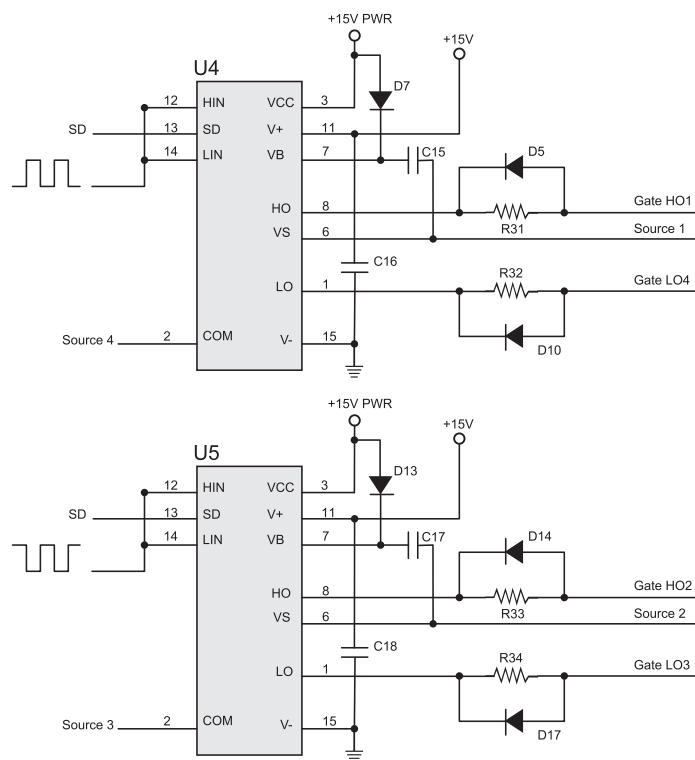 +15V PWR
+15V
U4
D7
12 HIN VCC 3
SD 13 SD V+ 11
14 LIN VB 7 C15
D5
HO 8 Gate HO1
R31
VS 6 Source 1
C16
R32
LO 1 Gate LO4
Source 4 2 COM V- 15
D10
+15V PWR
+15V
U5
D13
12 HIN VCC 3
SD 13 SD V+ 11
14 LIN VB 7 C17
D14
HO 8 Gate HO2
R33
VS 6 Source 2
C18
R34
LO 1 Gate LO3
Source 3 2 COM V- 15
D17